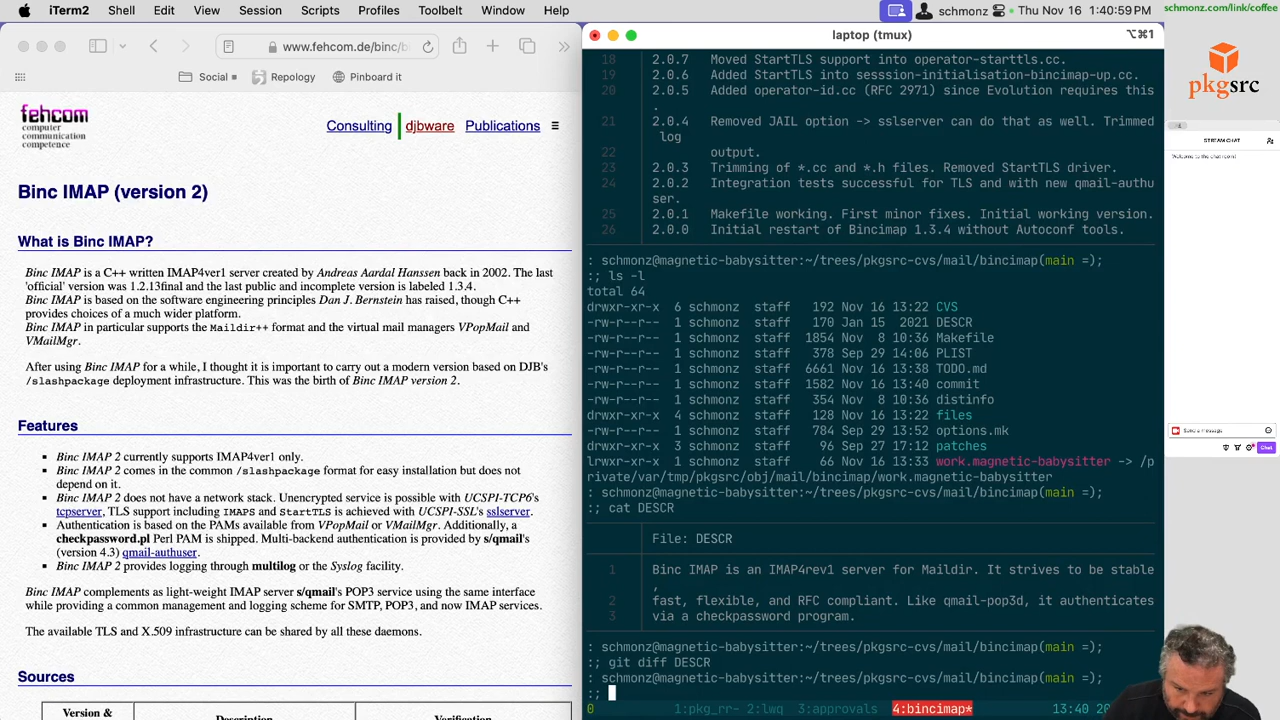 iTerm2 Shell Edit View Session Scripts Profiles Toolbelt Window Help
schmonz Thu Nov 16 1:40:59 PM
schmonz.com/link/coffee
www.fehcom.de/binc/b
Social
Repology
Pinboard it
fehcom
computer
communication
competence
Consulting
djbware
Publications
Binc IMAP (version 2)
What is Binc IMAP?
Binc IMAP is a C++ written IMAP4ver1 server created by Andreas Aardal Hanssen back in 2002. The last
'official' version was 1.2.13final and the last public and incomplete version is labeled 1.3.4.
Binc IMAP is based on the software engineering principles Dan J. Bernstein has raised, though C++
provides choices of a much wider platform.
Binc IMAP in particular supports the Maildir++ format and the virtual mail managers VPopMail and
VMailMgr.
After using Binc IMAP for a while, I thought it is important to carry out a modern version based on DJB's
/slashpackage deployment infrastructure. This was the birth of Binc IMAP version 2.
Features
Binc IMAP 2 currently supports IMAP4ver1 only.
Binc IMAP 2 comes in the common /slashpackage format for easy installation but does not
depend on it.
Binc IMAP 2 does not have a network stack. Unencrypted service is possible with UCSPI-TCP6's
tcpserver, TLS support including IMAPS and StartTLS is achieved with UCSPI-SSL's sslserver.
Authentication is based on the PAMs available from VPopMail or VMailMgr. Additionally, a
checkpassword.pl Perl PAM is shipped. Multi-backend authentication is provided by s/qmail's
(version 4.3) qmail-authuser.
Binc IMAP 2 provides logging through multilog or the Syslog facility.
Binc IMAP complements as light-weight IMAP server s/qmail's POP3 service using the same interface
while providing a common management and logging scheme for SMTP, POP3, and now IMAP services.
The available TLS and X.509 infrastructure can be shared by all these daemons.
Sources
Version &
Description
Verification
laptop (tmux)
⌥⌘1
18 2.0.7 Moved StartTLS support into operator-starttls.cc.
19 2.0.6 Added StartTLS into sesssion-initialisation-bincimap-up.cc.
20 2.0.5 Added operator-id.cc (RFC 2971) since Evolution requires this
.
21 2.0.4 Removed JAIL option -> sslserver can do that as well. Trimmed
log
22 output.
23 2.0.3 Trimming of *.cc and *.h files. Removed StartTLS driver.
24 2.0.2 Integration tests successful for TLS and with new qmail-authu
ser.
25 2.0.1 Makefile working. First minor fixes. Initial working version.
26 2.0.0 Initial restart of Bincimap 1.3.4 without Autoconf tools.
: schmonz@magnetic-babysitter:~/trees/pkgsrc-cvs/mail/bincimap(main =);
:; ls -l
total 64
drwxr-xr-x 6 schmonz staff 192 Nov 16 13:22 CVS
-rw-r--r-- 1 schmonz staff 170 Jan 15 2021 DESCR
-rw-r--r-- 1 schmonz staff 1854 Nov 8 10:36 Makefile
-rw-r--r-- 1 schmonz staff 378 Sep 29 14:06 PLIST
-rw-r--r-- 1 schmonz staff 6661 Nov 16 13:38 TODO.md
-rw-r--r-- 1 schmonz staff 1582 Nov 16 13:40 commit
-rw-r--r-- 1 schmonz staff 354 Nov 8 10:36 distinfo
drwxr-xr-x 4 schmonz staff 128 Nov 16 13:22 files
-rw-r--r-- 1 schmonz staff 784 Sep 29 13:52 options.mk
drwxr-xr-x 3 schmonz staff 96 Sep 27 17:12 patches
lrwxr-xr-x 1 schmonz staff 66 Nov 16 13:33 work.magnetic-babysitter -> /p
rivate/var/tmp/pkgsrc/obj/mail/bincimap/work.magnetic-babysitter
: schmonz@magnetic-babysitter:~/trees/pkgsrc-cvs/mail/bincimap(main =);
:; cat DESCR
File: DESCR
1 Binc IMAP is an IMAP4rev1 server for Maildir. It strives to be stable
,
2 fast, flexible, and RFC compliant. Like qmail-pop3d, it authenticates
3 via a checkpassword program.
: schmonz@magnetic-babysitter:~/trees/pkgsrc-cvs/mail/bincimap(main =);
:; git diff DESCR
: schmonz@magnetic-babysitter:~/trees/pkgsrc-cvs/mail/bincimap(main =);
:;
0 1:pkg_rr- 2:lwq 3:approvals 4:bincimap* 13:40 20
pkgsrc
STREAM CHAT
Welcome to the chat room!
Send a message
Chat